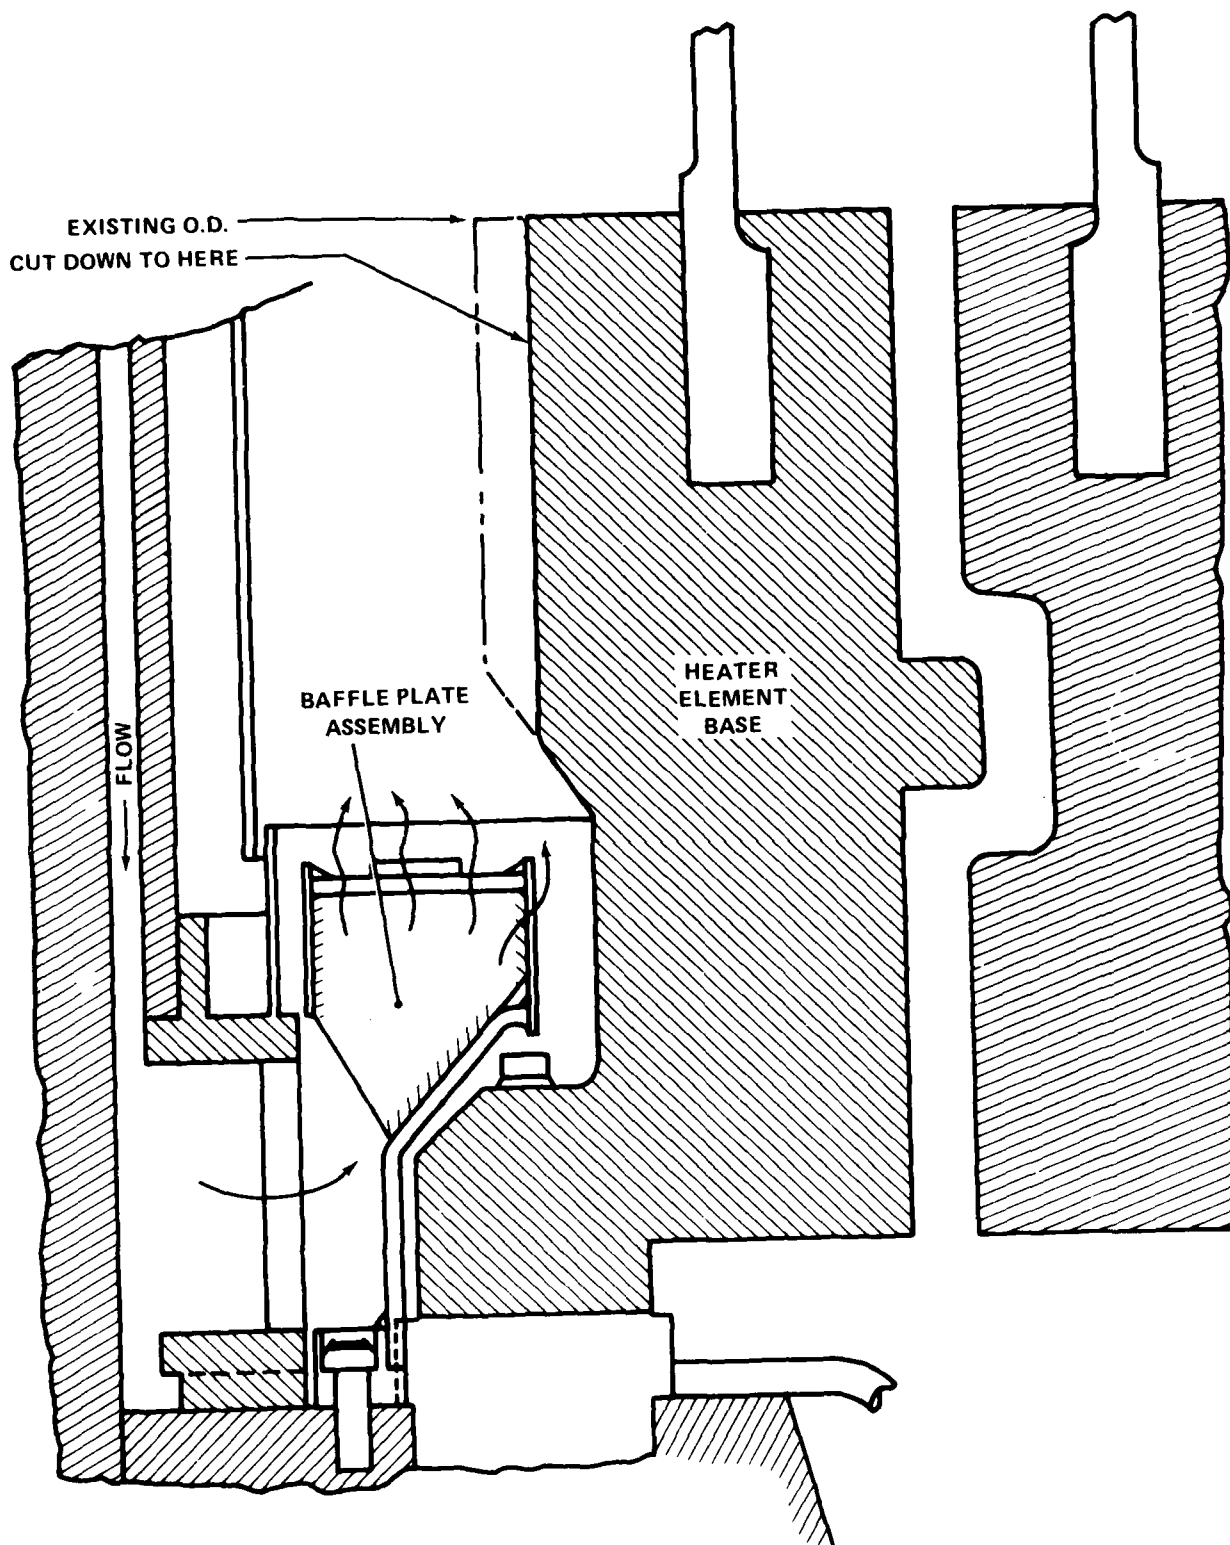 EXISTING O.D.
CUT DOWN TO HERE
HEATER
ELEMENT
BASE
BAFFLE PLATE
ASSEMBLY
FLOW